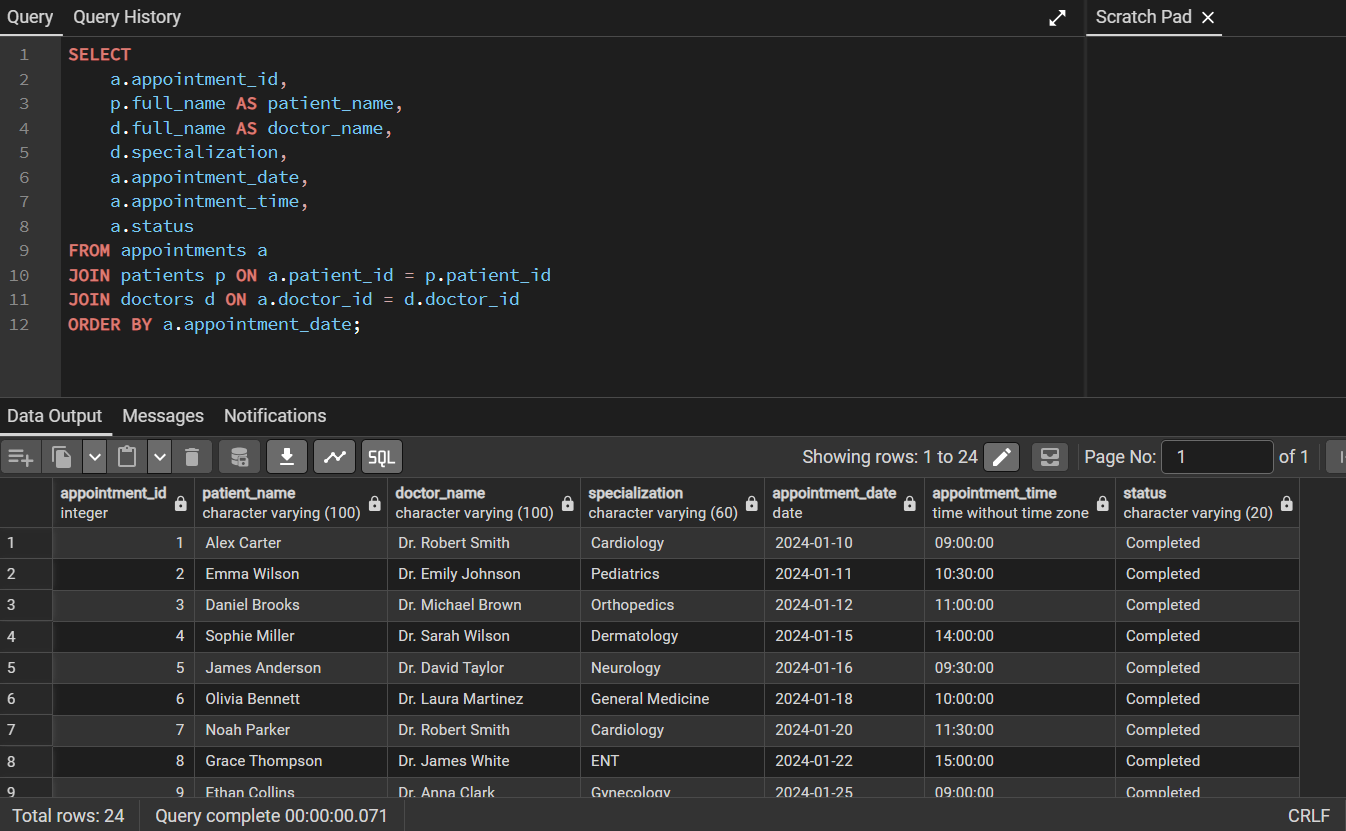 Query Query History Scratch Pad
1 SELECT
2 a.appointment_id,
3 p.full_name AS patient_name,
4 d.full_name AS doctor_name,
5 d.specialization,
6 a.appointment_date,
7 a.appointment_time,
8 a.status
9 FROM appointments a
10 JOIN patients p ON a.patient_id = p.patient_id
11 JOIN doctors d ON a.doctor_id = d.doctor_id
12 ORDER BY a.appointment_date;
Data Output Messages Notifications
SQL Showing rows: 1 to 24 Page No: 1 of 1
appointment_id patient_name doctor_name specialization appointment_date appointment_time status
integer character varying (100) character varying (100) character varying (60) date time without time zone character varying (20)
1 1 Alex Carter Dr. Robert Smith Cardiology 2024-01-10 09:00:00 Completed
2 2 Emma Wilson Dr. Emily Johnson Pediatrics 2024-01-11 10:30:00 Completed
3 3 Daniel Brooks Dr. Michael Brown Orthopedics 2024-01-12 11:00:00 Completed
4 4 Sophie Miller Dr. Sarah Wilson Dermatology 2024-01-15 14:00:00 Completed
5 5 James Anderson Dr. David Taylor Neurology 2024-01-16 09:30:00 Completed
6 6 Olivia Bennett Dr. Laura Martinez General Medicine 2024-01-18 10:00:00 Completed
7 7 Noah Parker Dr. Robert Smith Cardiology 2024-01-20 11:30:00 Completed
8 8 Grace Thompson Dr. James White ENT 2024-01-22 15:00:00 Completed
9 9 Ethan Collins Dr. Anna Clark Gynecology 2024-01-25 09:00:00 Completed
Total rows: 24 Query complete 00:00:00.071 CRLF